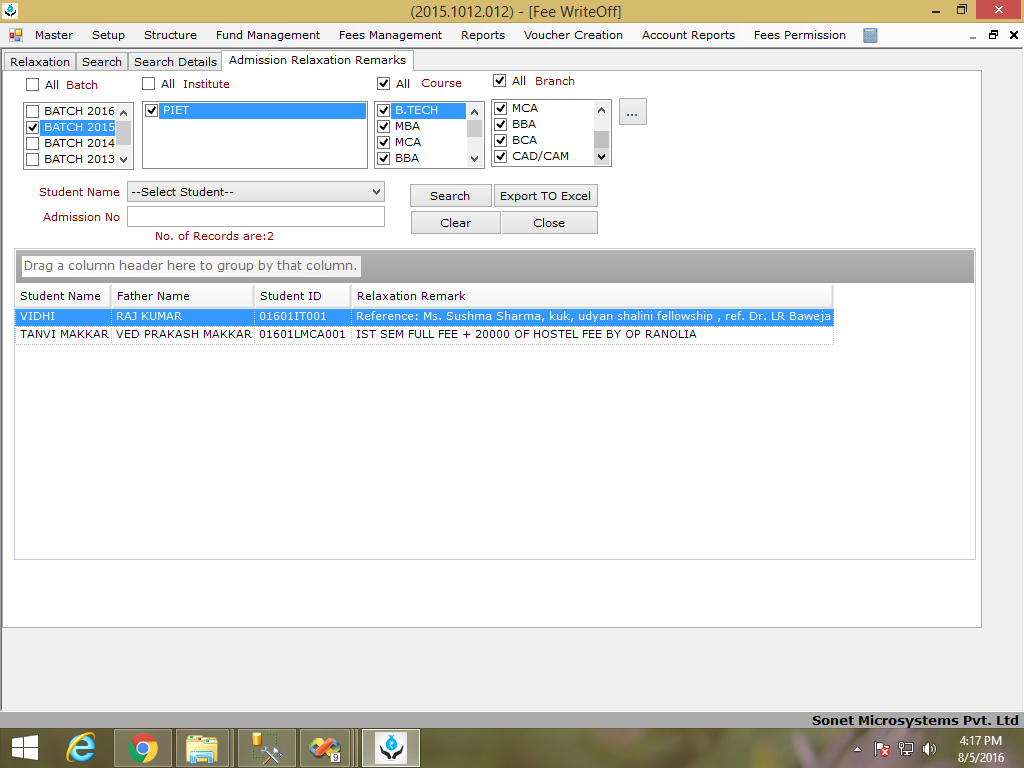 (2015.1012.012) - [Fee WriteOff]
Master Setup Structure Fund Management Fees Management Reports Voucher Creation Account Reports Fees Permission
Relaxation Search Search Details Admission Relaxation Remarks
All Batch All Institute All Course All Branch
BATCH 2016 PIET B.TECH MCA
BATCH 2015 MBA BBA
BATCH 2014 MCA BCA
BATCH 2013 BBA CAD/CAM
...
Student Name --Select Student-- Search Export TO Excel
Admission No Clear Close
No. of Records are:2
Drag a column header here to group by that column.
Student Name Father Name Student ID Relaxation Remark
VIDHI RAJ KUMAR 01601IT001 Reference: Ms. Sushma Sharma, kuk, udyan shalini fellowship , ref. Dr. LR Baweja
TANVI MAKKAR VED PRAKASH MAKKAR 01601LMCA001 IST SEM FULL FEE + 20000 OF HOSTEL FEE BY OP RANOLIA
Sonet Microsystems Pvt. Ltd
9
4:17 PM
8/5/2016